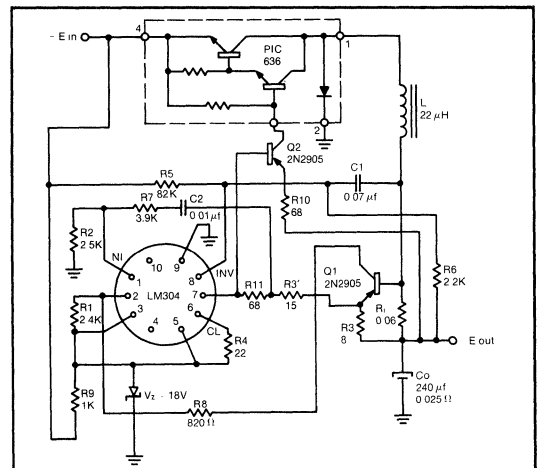 - E in
4
PIC
636
1
2
L
22 μH
Q2
2N2905
C1
0 07 μf
R5
82K
R7
3.9K
C2
0 01 μf
R10
68
R2
2 5K
NI
10
9
INV
1
8
Q1
2N2905
R6
2 2K
R1
2 4K
2
LM304
7
R11
68
R3'
15
3
6
CL
4
5
R4
22
R3
8
R1
0 06
E out
R9
1K
Vz - 18V
R8
820Ω
Co
240 μf
0 025 Ω